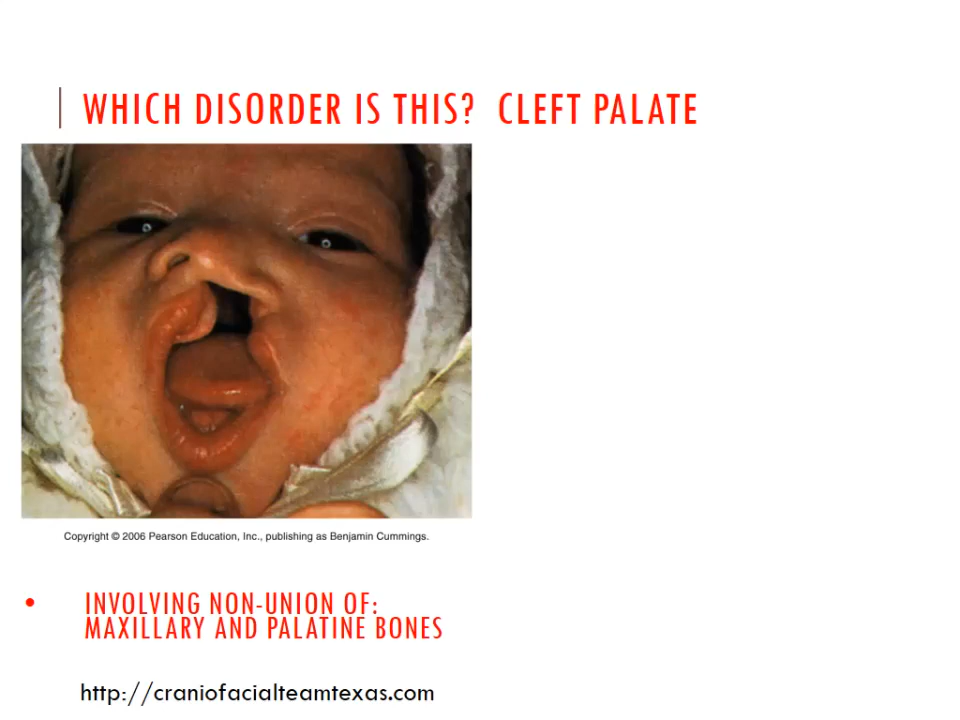 WHICH DISORDER IS THIS? CLEFT PALATE
Copyright © 2006 Pearson Education, Inc., publishing as Benjamin Cummings.
• INVOLVING NON-UNION OF:
MAXILLARY AND PALATINE BONES
http://craniofacialteamtexas.com